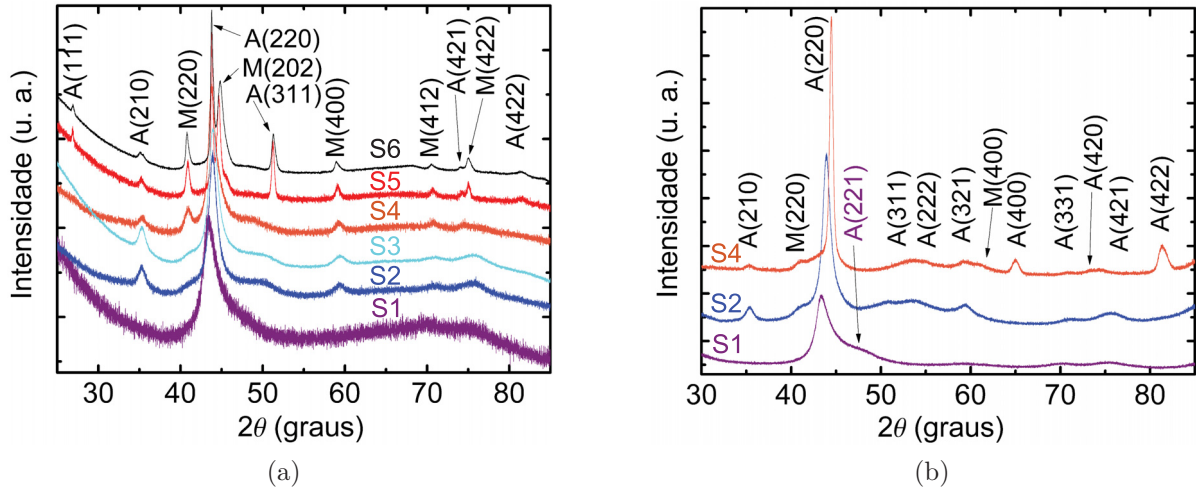 Intensidade (u. a.)
A(111)
A(210)
M(220)
A(220)
M(202)
A(311)
M(400)
M(412)
A(421)
M(422)
A(422)
S6
S5
S4
S3
S2
S1
30 40 50 60 70 80
2θ (graus)
(a)
Intensidade (u. a.)
A(210)
M(220)
A(220)
A(221)
A(311)
A(222)
A(321)
M(400)
A(400)
A(331)
A(420)
A(421)
A(422)
S4
S2
S1
30 40 50 60 70 80
2θ (graus)
(b)